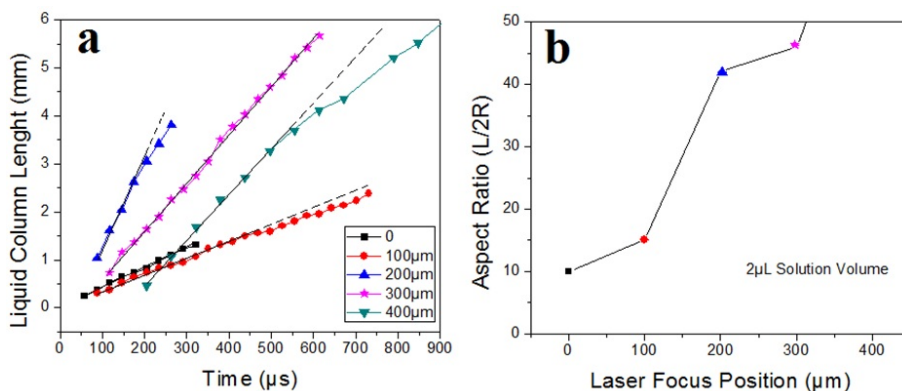 a
6
5
4
3
2
1
0
Liquid Column Lenght (mm)
0 100 200 300 400 500 600 700 800 900
Time (µs)
0
100µm
200µm
300µm
400µm
b
50
40
30
20
10
0
Aspect Ratio (L/2R)
2µL Solution Volume
0 100 200 300 400
Laser Focus Position (µm)